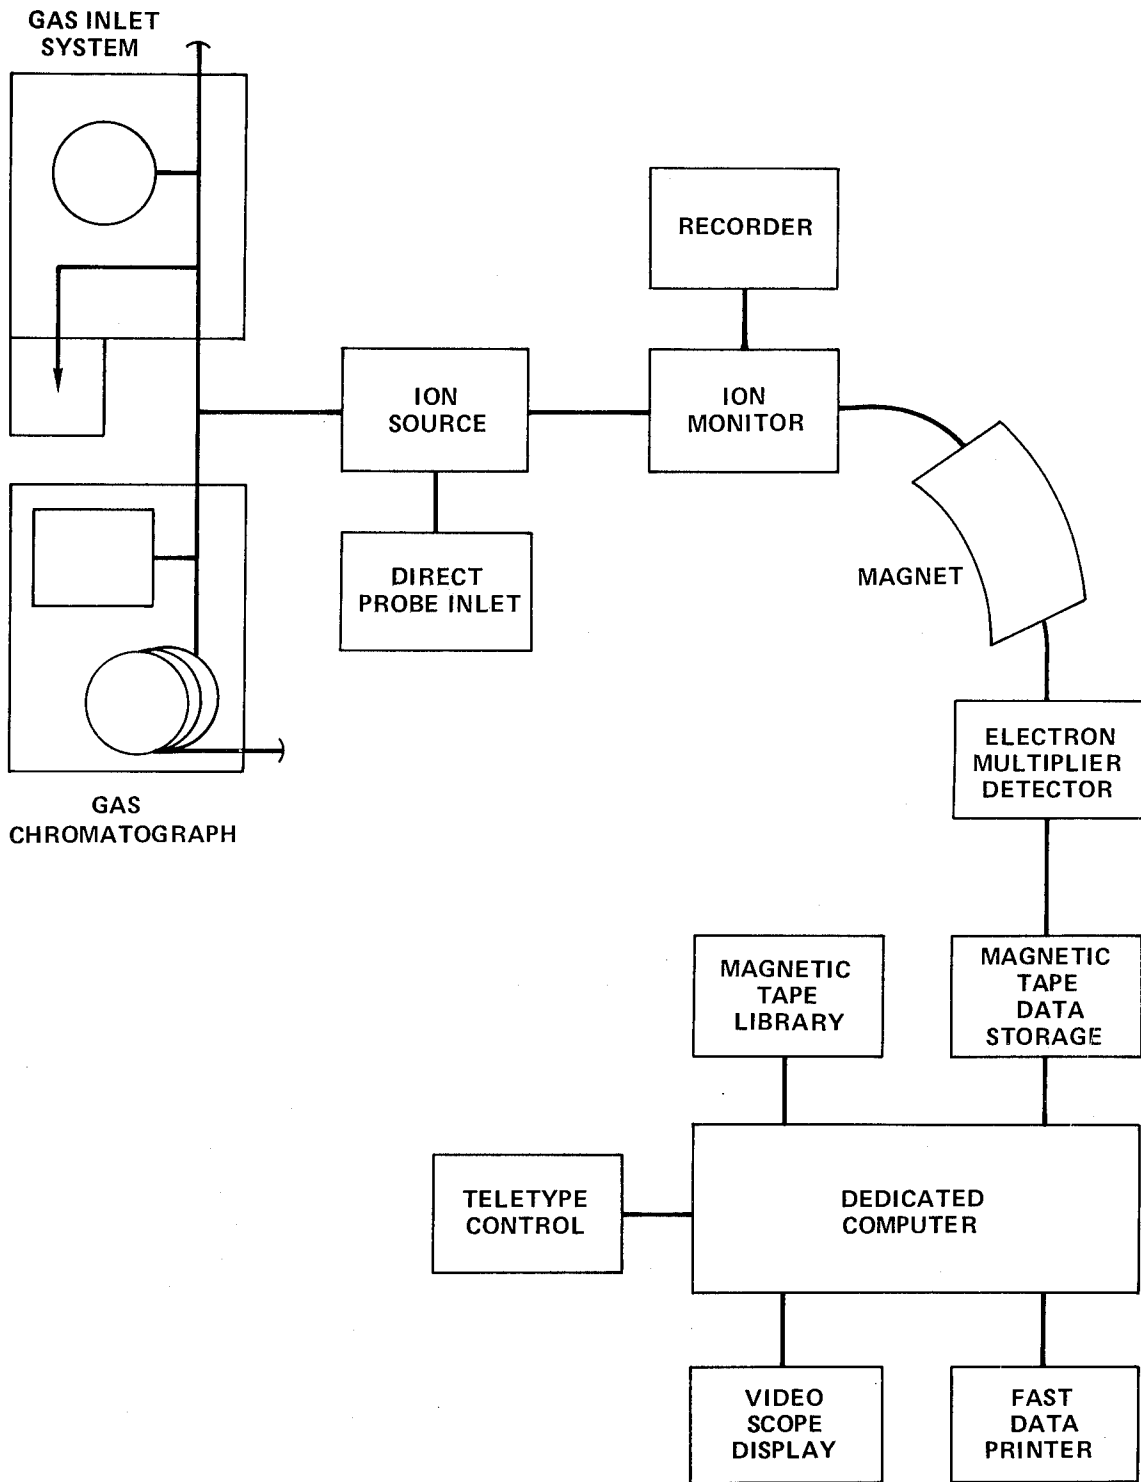 GAS INLET
SYSTEM
RECORDER
ION
SOURCE
ION
MONITOR
DIRECT
PROBE INLET
MAGNET
ELECTRON
MULTIPLIER
DETECTOR
GAS
CHROMATOGRAPH
MAGNETIC
TAPE
LIBRARY
MAGNETIC
TAPE
DATA
STORAGE
TELETYPE
CONTROL
DEDICATED
COMPUTER
VIDEO
SCOPE
DISPLAY
FAST
DATA
PRINTER